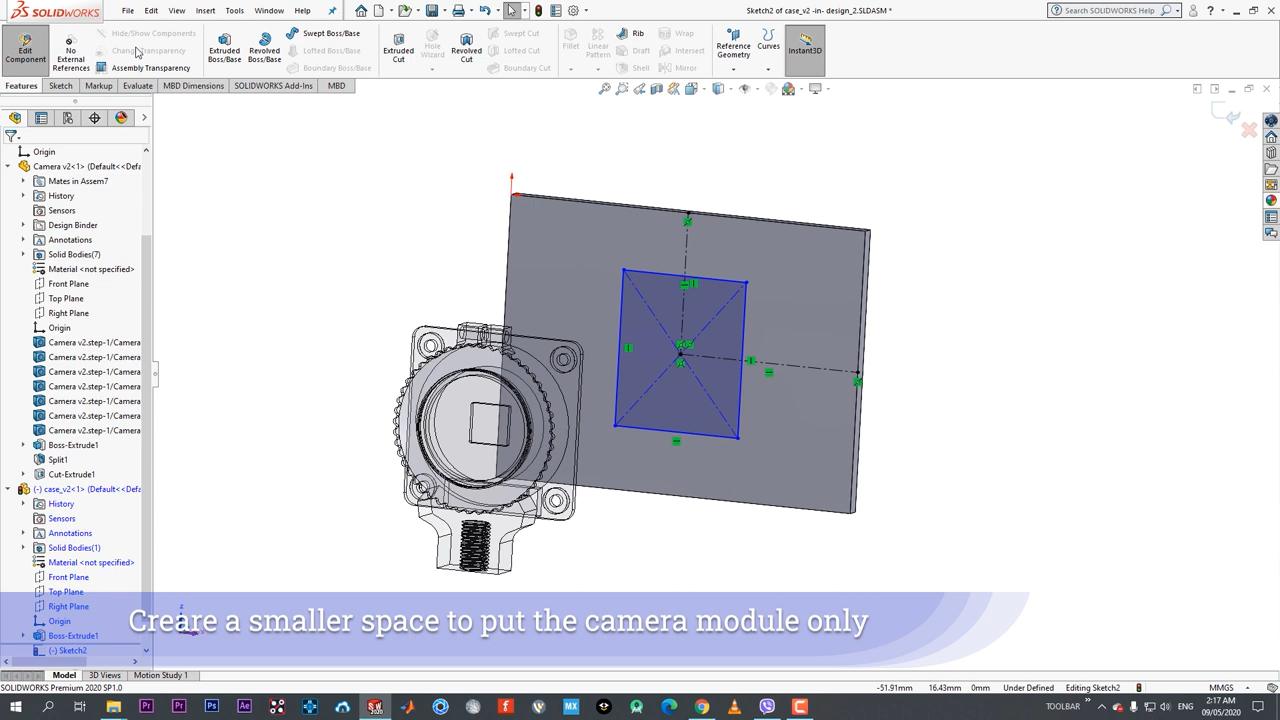 SOLIDWORKS
File
Edit
View
Insert
Tools
Window
Help
Sketch2 of case_v2 -in- design_2.SLDASM *
Search SOLIDWORKS Help
Edit Component
No External References
Hide/Show Components
Change Transparency
Assembly Transparency
Extruded Boss/Base
Revolved Boss/Base
Swept Boss/Base
Lofted Boss/Base
Boundary Boss/Base
Extruded Cut
Hole Wizard
Revolved Cut
Swept Cut
Lofted Cut
Boundary Cut
Fillet
Linear Pattern
Rib
Draft
Shell
Wrap
Intersect
Mirror
Reference Geometry
Curves
Instant3D
Features
Sketch
Markup
Evaluate
MBD Dimensions
SOLIDWORKS Add-Ins
MBD
Origin
Camera v2<1> (Default<<Defa
Mates in Assem7
History
Sensors
Design Binder
Annotations
Solid Bodies(7)
Material <not specified>
Front Plane
Top Plane
Right Plane
Origin
Camera v2.step-1/Camera
Camera v2.step-1/Camera
Camera v2.step-1/Camera
Camera v2.step-1/Camera
Camera v2.step-1/Camera
Camera v2.step-1/Camera
Camera v2.step-1/Camera
Boss-Extrude1
Split1
Cut-Extrude1
(-) case_v2<1> (Default<<Defa
History
Sensors
Annotations
Solid Bodies(1)
Material <not specified>
Front Plane
Top Plane
Right Plane
Origin
Boss-Extrude1
(-) Sketch2
Creare a smaller space to put the camera module only
Model
3D Views
Motion Study 1
SOLIDWORKS Premium 2020 SP1.0
-51.91mm
16.43mm
0mm
Under Defined
Editing Sketch2
MMGS
TOOLBAR
ENG
2:17 AM
09/05/2020